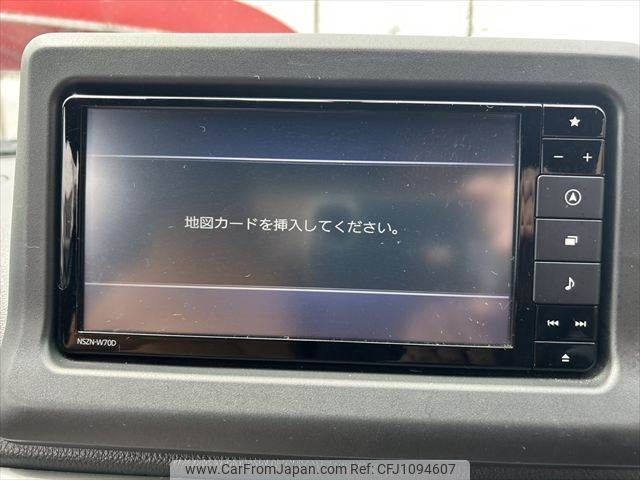 地図カードを挿入してください。
NSZN-W70D
www.CarFromJapan.com | Ref: CFJ1094607